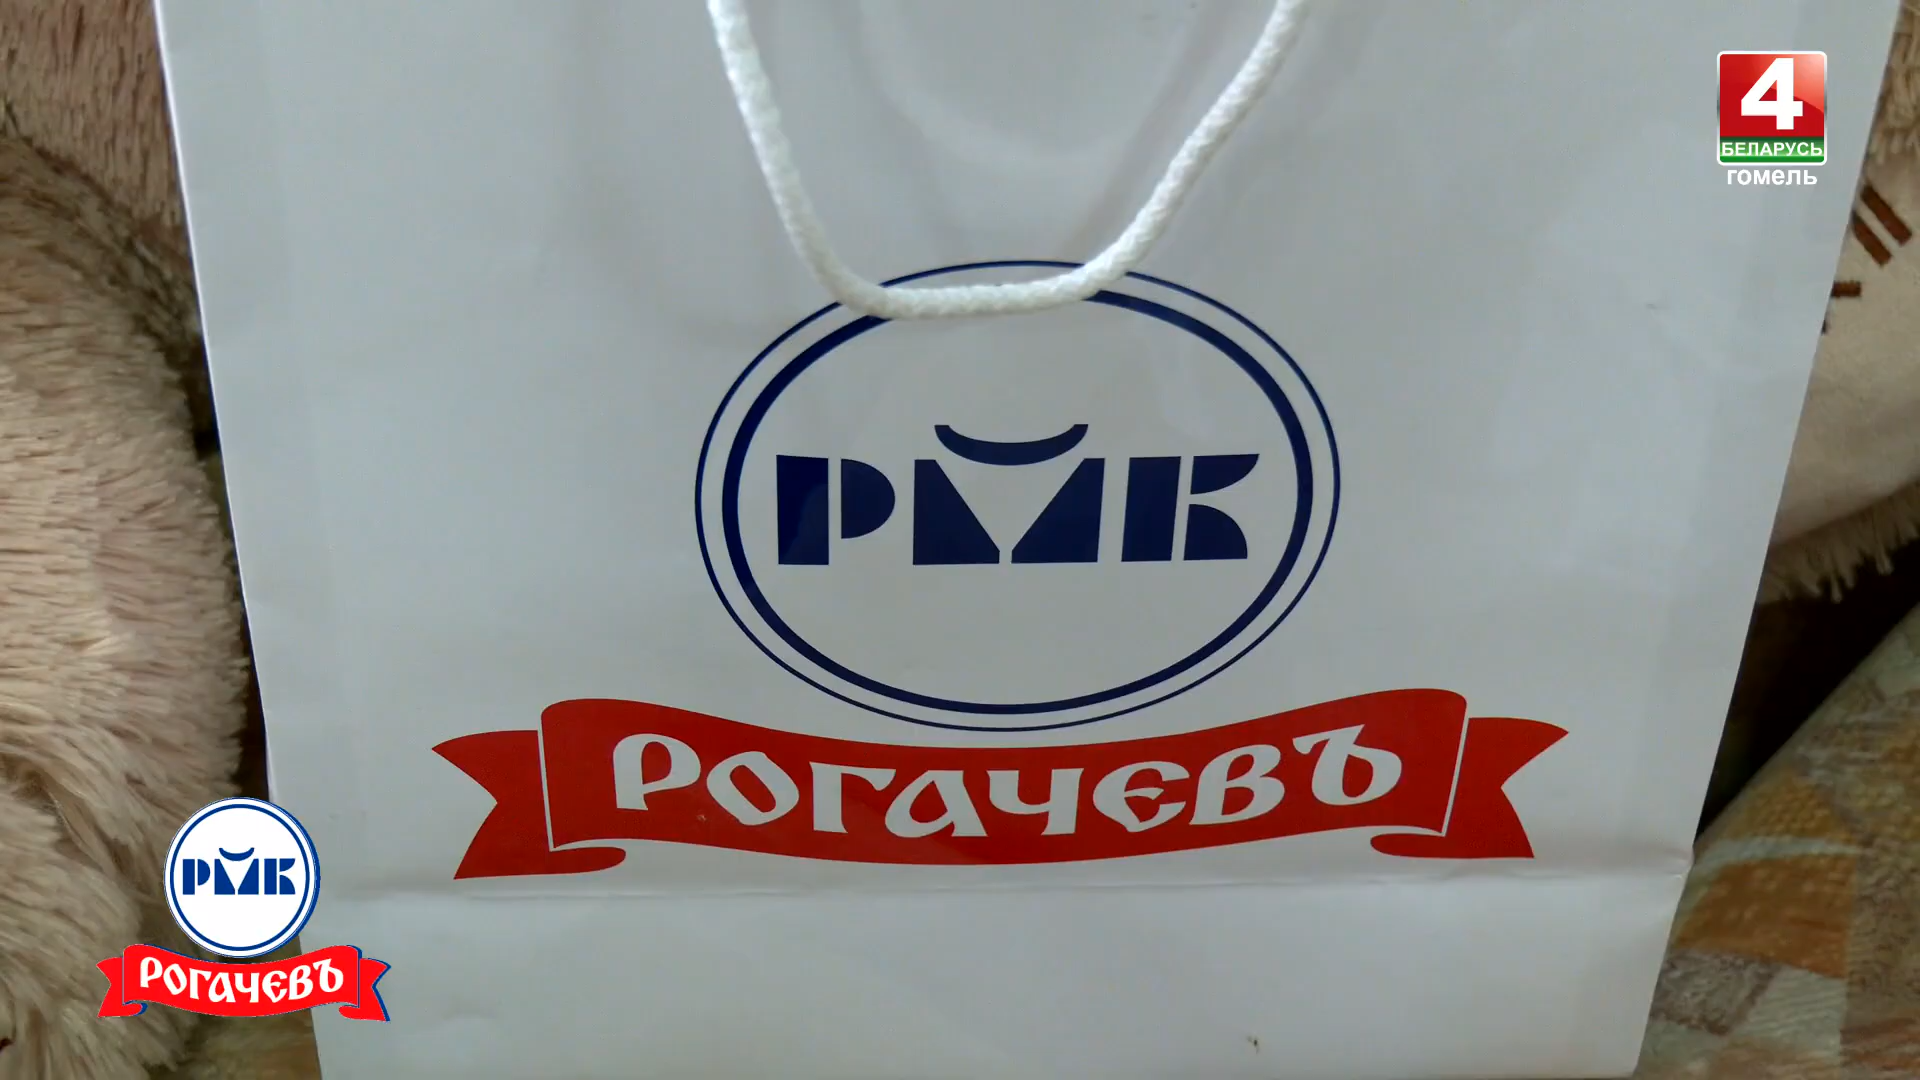 4
БЕЛАРУСЬ
гомель
РМК
РОГАЧЕВЪ
РМК
РОГАЧЕВЪ